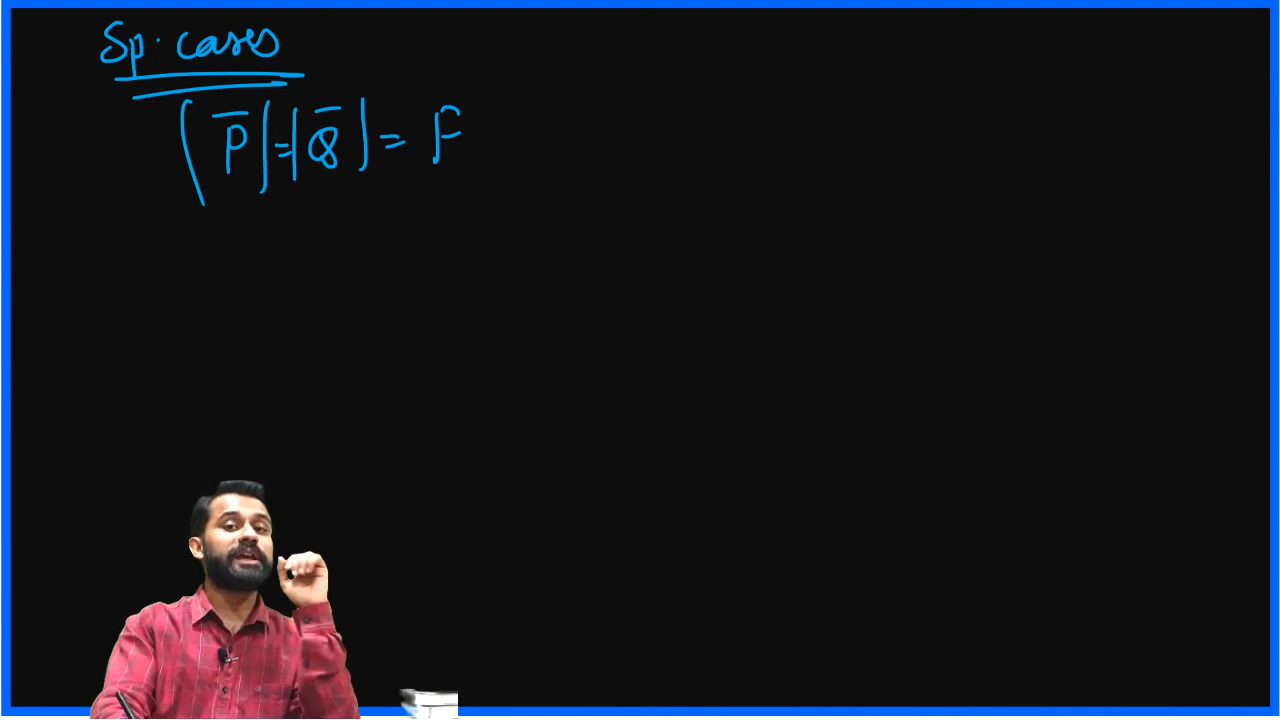 Sp. cases
|P̅|=|Q̅| = F